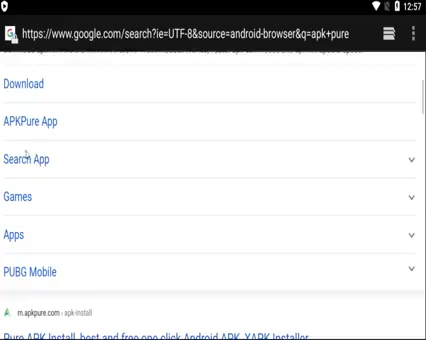 12:57
https://www.google.com/search?ie=UTF-8&source=android-browser&q=apk+pure
Download
APKPure App
Search App
Games
Apps
PUBG Mobile
m.apkpure.com › apk-install
Pure APK Install, best and free one click Android APK, XAPK Installer